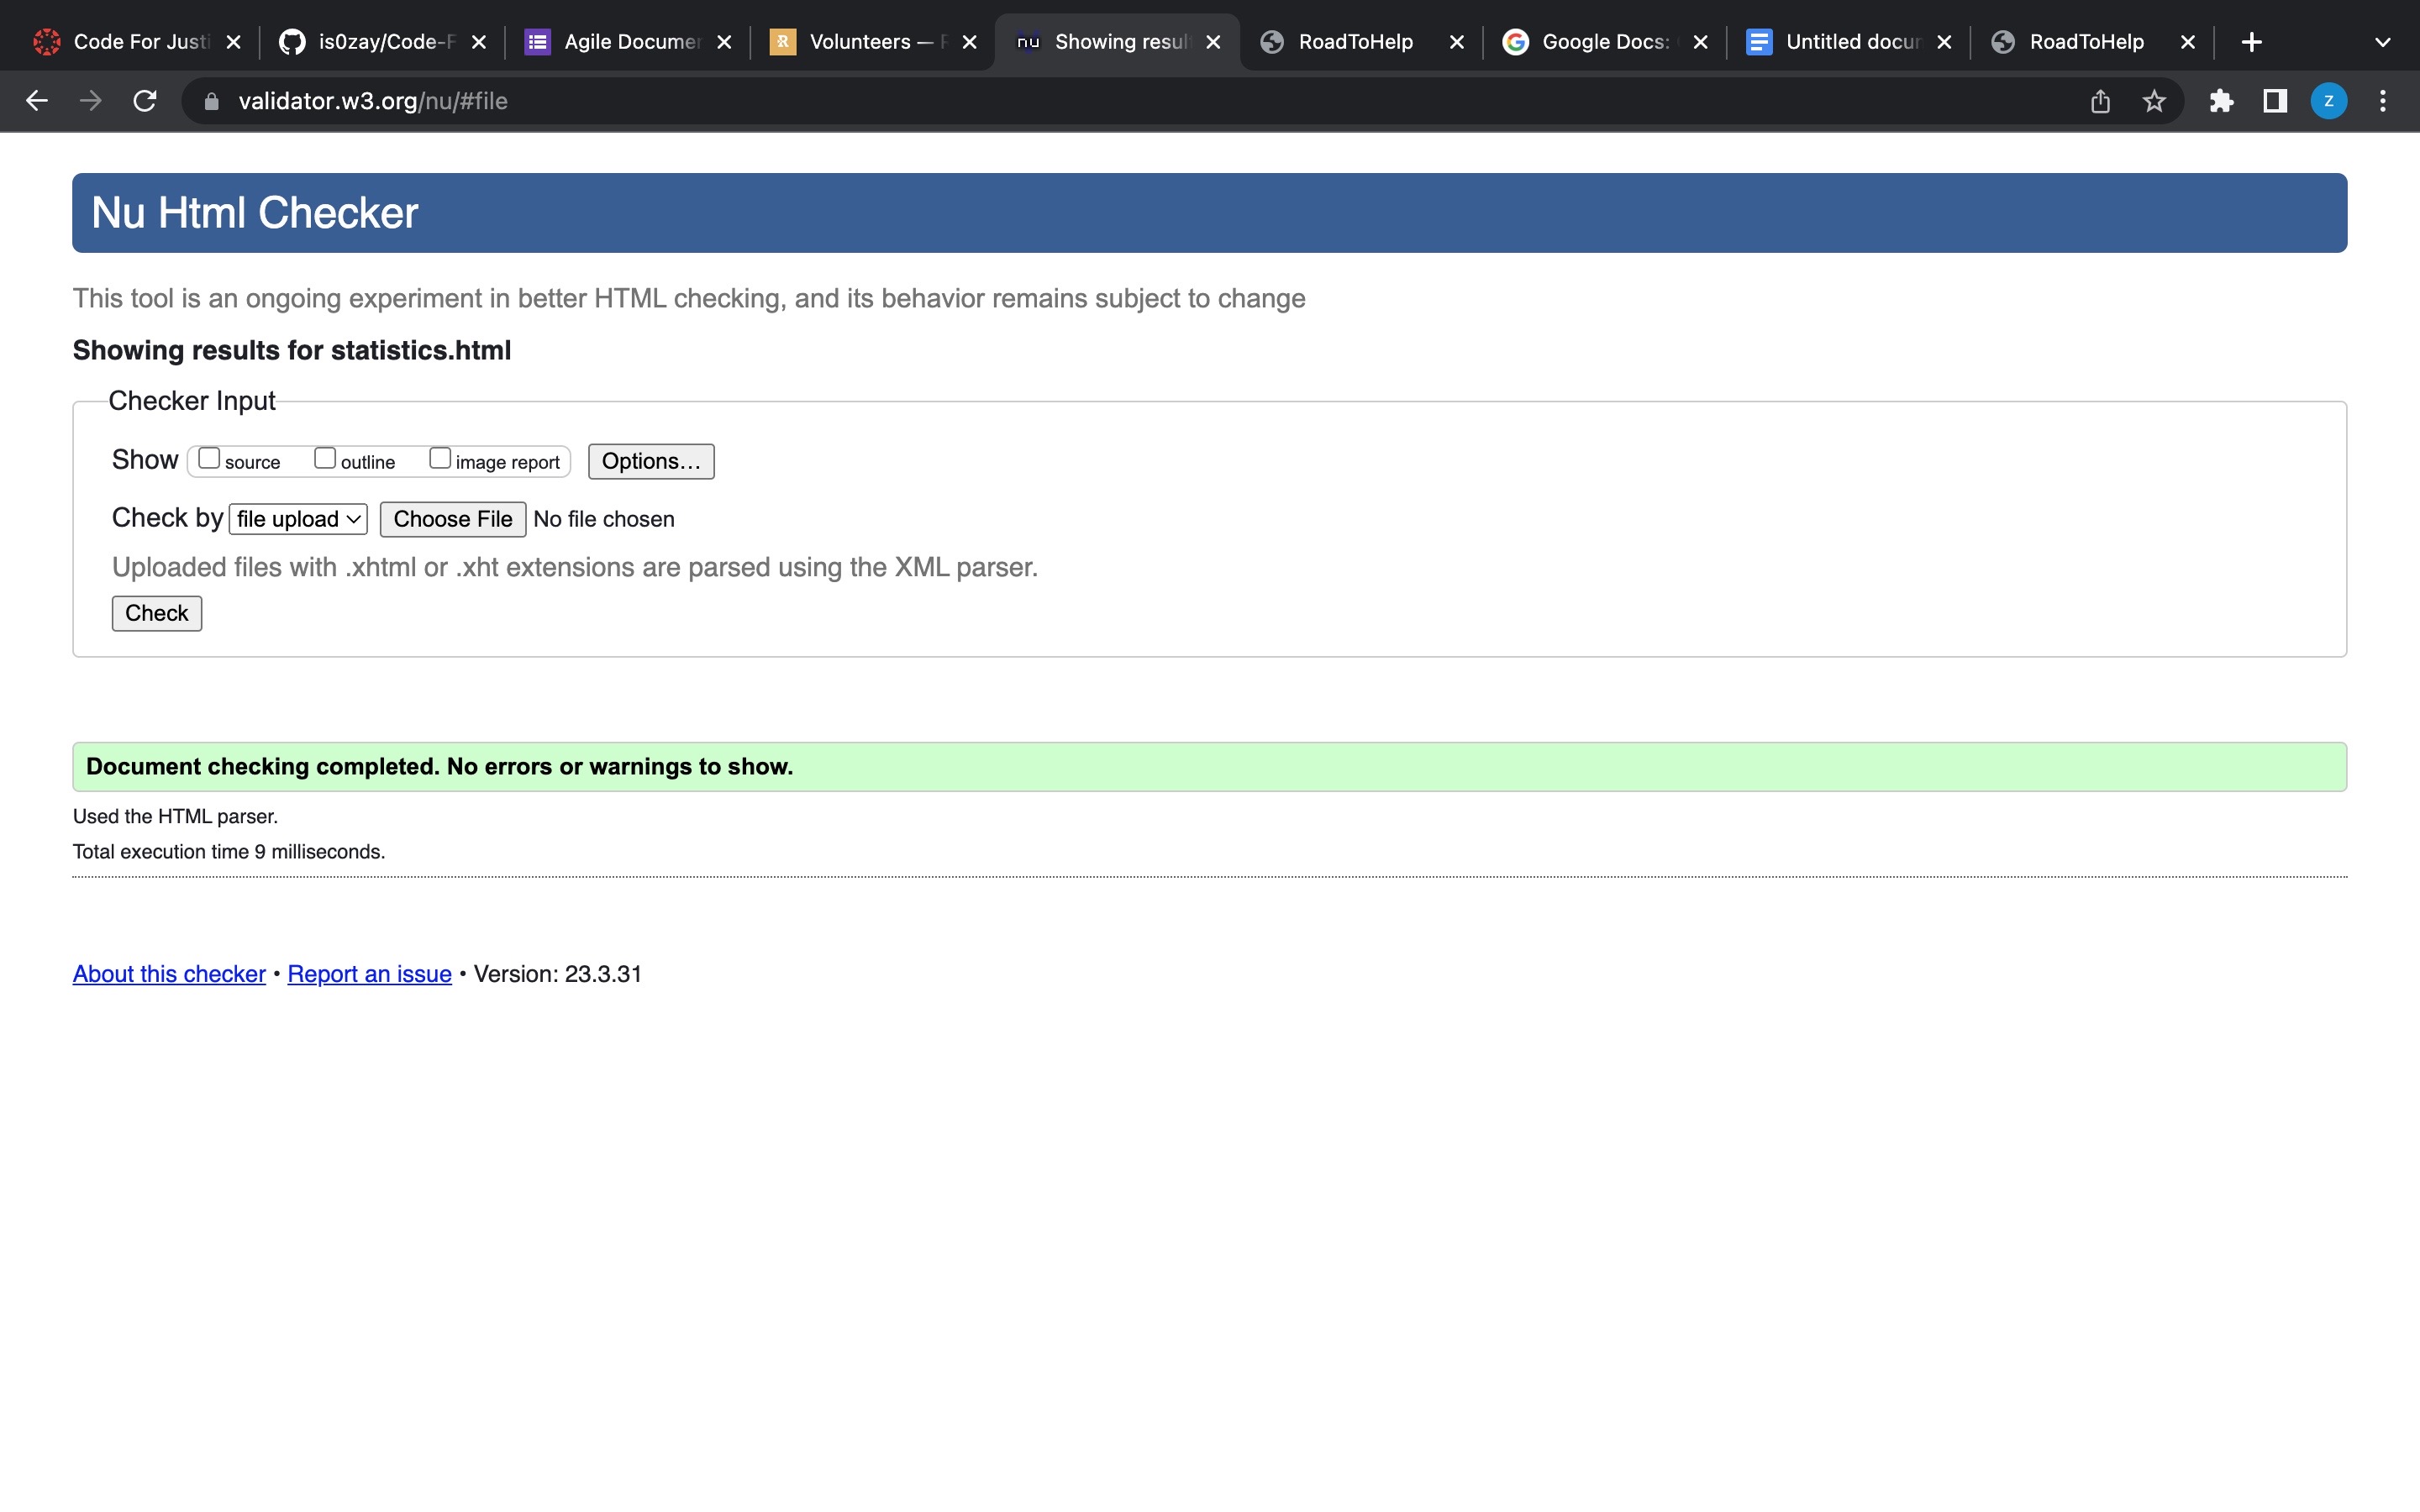 Code For Justi
is0zay/Code-F
Agile Documen
Volunteers —
nu
Showing resul
RoadToHelp
Google Docs:
Untitled docun
RoadToHelp
validator.w3.org/nu/#file
z
Nu Html Checker
This tool is an ongoing experiment in better HTML checking, and its behavior remains subject to change
Showing results for statistics.html
Checker Input
Show source outline image report Options...
Check by file upload Choose File No file chosen
Uploaded files with .xhtml or .xht extensions are parsed using the XML parser.
Check
Document checking completed. No errors or warnings to show.
Used the HTML parser.
Total execution time 9 milliseconds.
About this checker • Report an issue • Version: 23.3.31